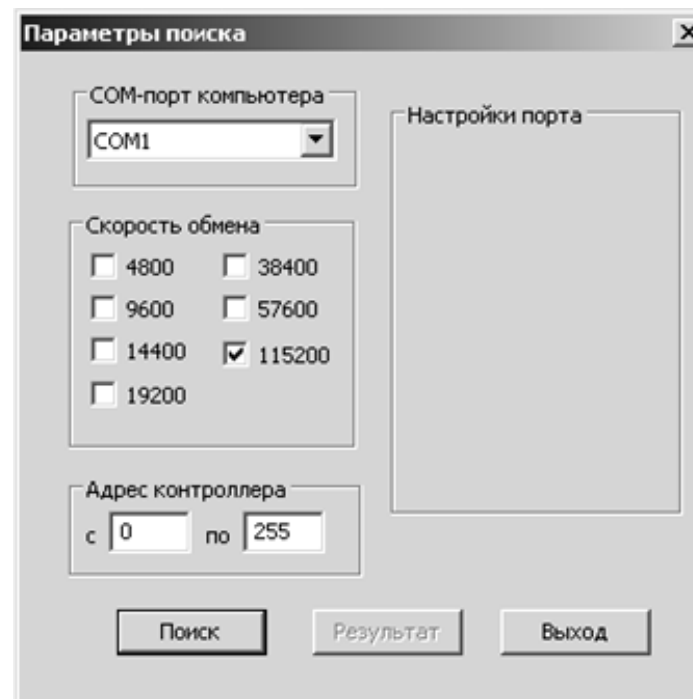 Параметры поиска
COM-порт компьютера
COM1
Настройки порта
Скорость обмена
4800 38400
9600 57600
14400 115200
19200
Адрес контроллера
с 0 по 255
Поиск Результат Выход